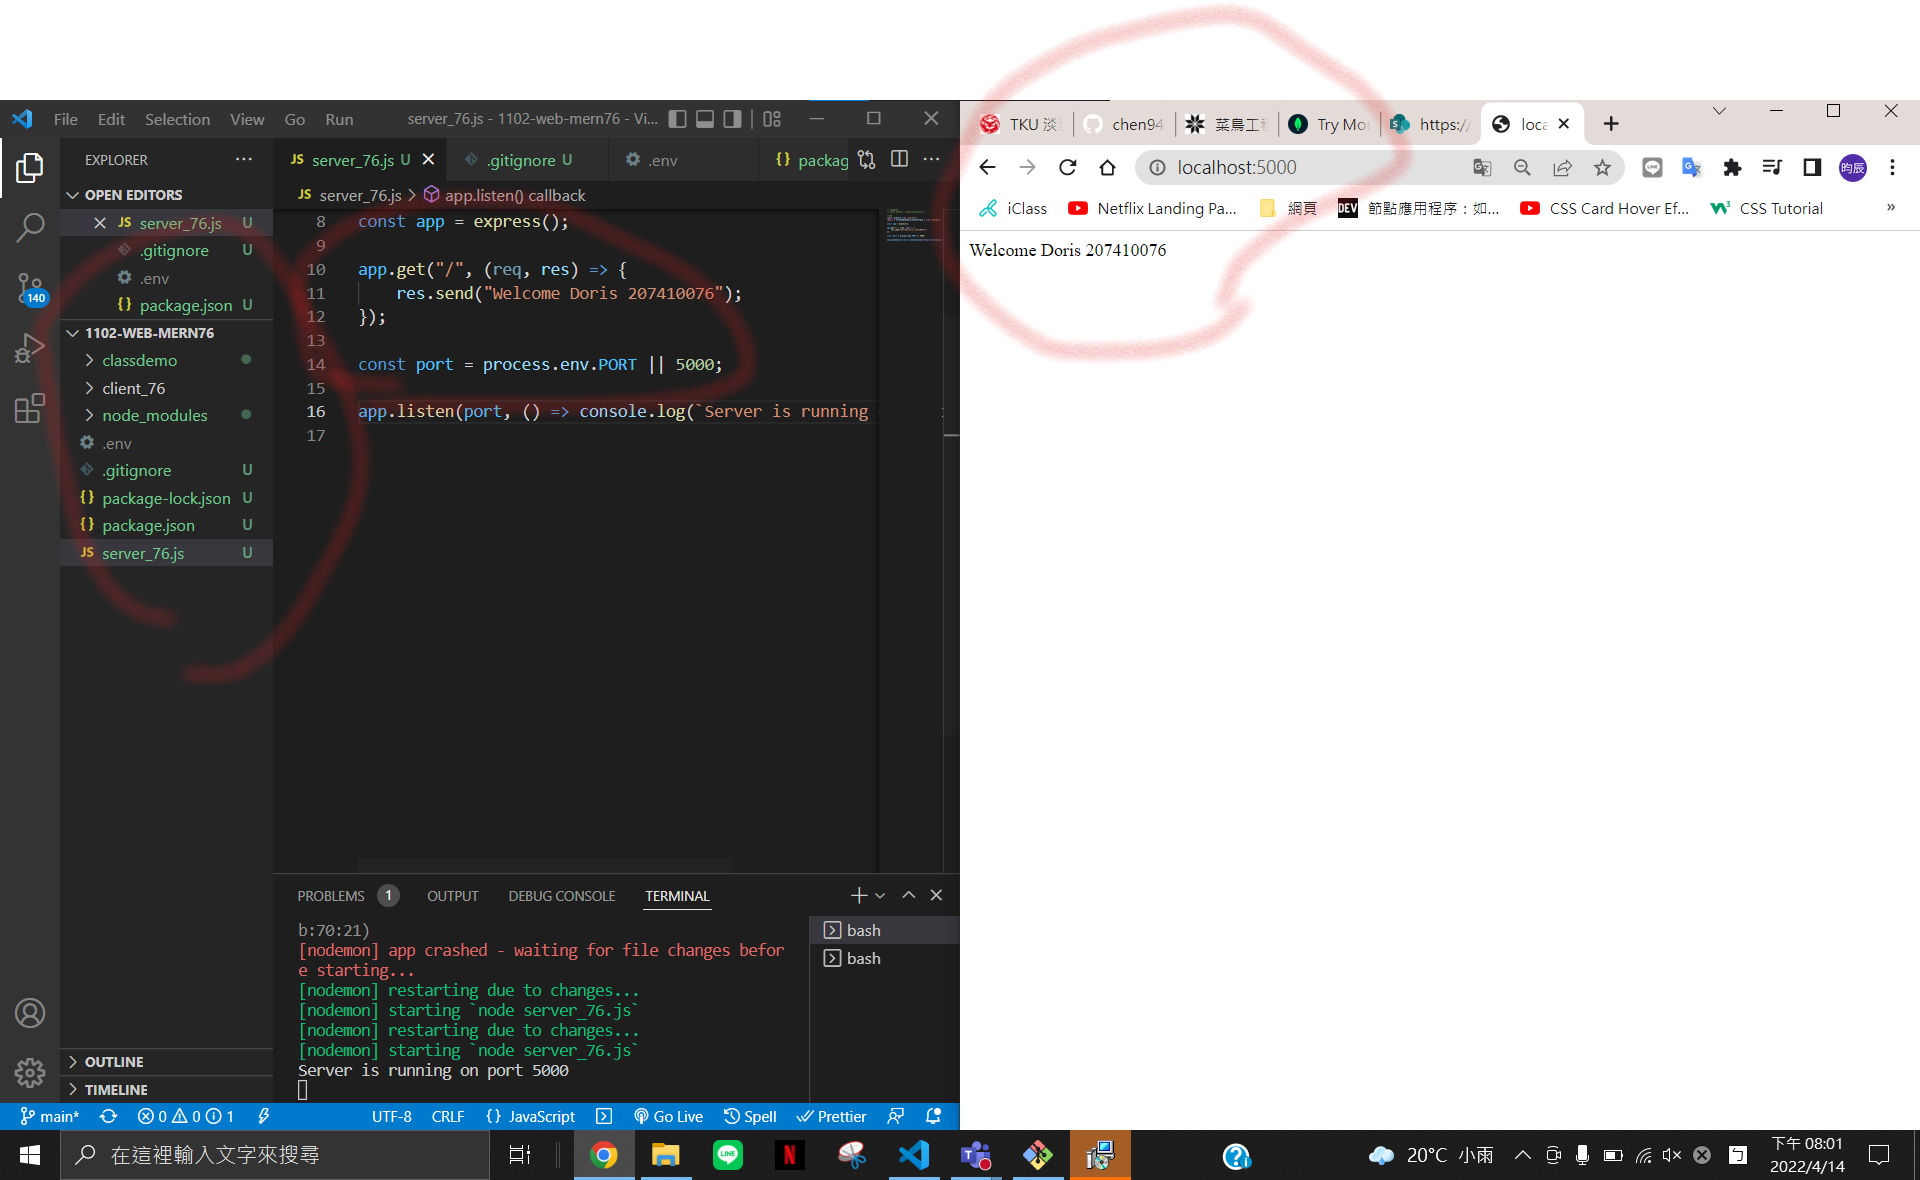 File Edit Selection View Go Run server_76.js - 1102-web-mern76 - Vi...
EXPLORER
OPEN EDITORS
JS server_76.js U
.gitignore U
.env
{} package.json U
1102-WEB-MERN76
classdemo
client_76
node_modules
.env
.gitignore U
{} package-lock.json U
{} package.json U
JS server_76.js U
OUTLINE
TIMELINE
140
JS server_76.js U .gitignore U .env {} packag
JS server_76.js > app.listen() callback
8 const app = express();
9
10 app.get("/", (req, res) => {
11 res.send("Welcome Doris 207410076");
12 });
13
14 const port = process.env.PORT || 5000;
15
16 app.listen(port, () => console.log(`Server is running
17
PROBLEMS 1 OUTPUT DEBUG CONSOLE TERMINAL
b:70:21)
[nodemon] app crashed - waiting for file changes befor
e starting...
[nodemon] restarting due to changes...
[nodemon] starting `node server_76.js`
[nodemon] restarting due to changes...
[nodemon] starting `node server_76.js`
Server is running on port 5000
bash
bash
main* 0 0 1 UTF-8 CRLF {} JavaScript Go Live Spell Prettier
TKU 淡 chen94 菜鳥工 Try Mo https:/ loca
localhost:5000 昀辰
iClass Netflix Landing Pa... 網頁 DEV 節點應用程序：如... CSS Card Hover Ef... CSS Tutorial »
Welcome Doris 207410076
在這裡輸入文字來搜尋
LINE
20°C 小雨
ㄅ
下午 08:01
2022/4/14